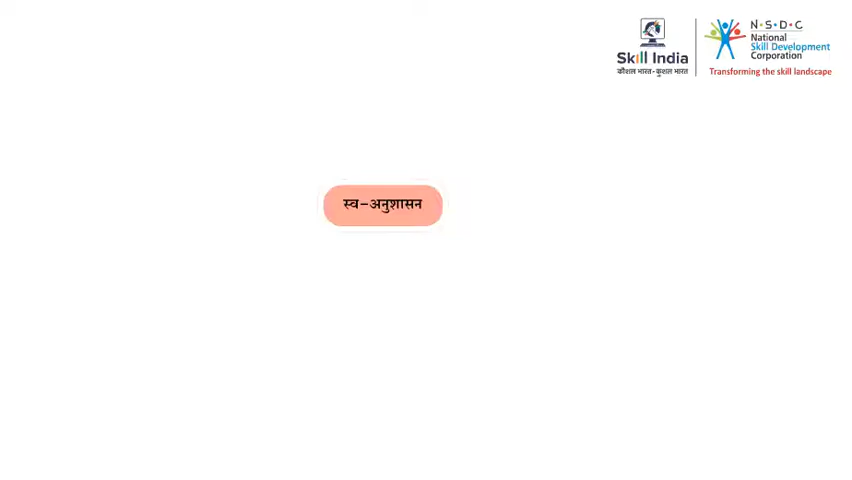 Skill India
कौशल भारत-कुशल भारत
N·S·D·C
National
Skill Development
Corporation
Transforming the skill landscape
स्व-अनुशासन